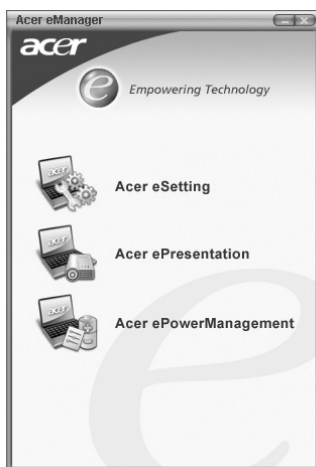 Acer eManager
acer
e Empowering Technology
Acer eSetting
Acer ePresentation
Acer ePowerManagement